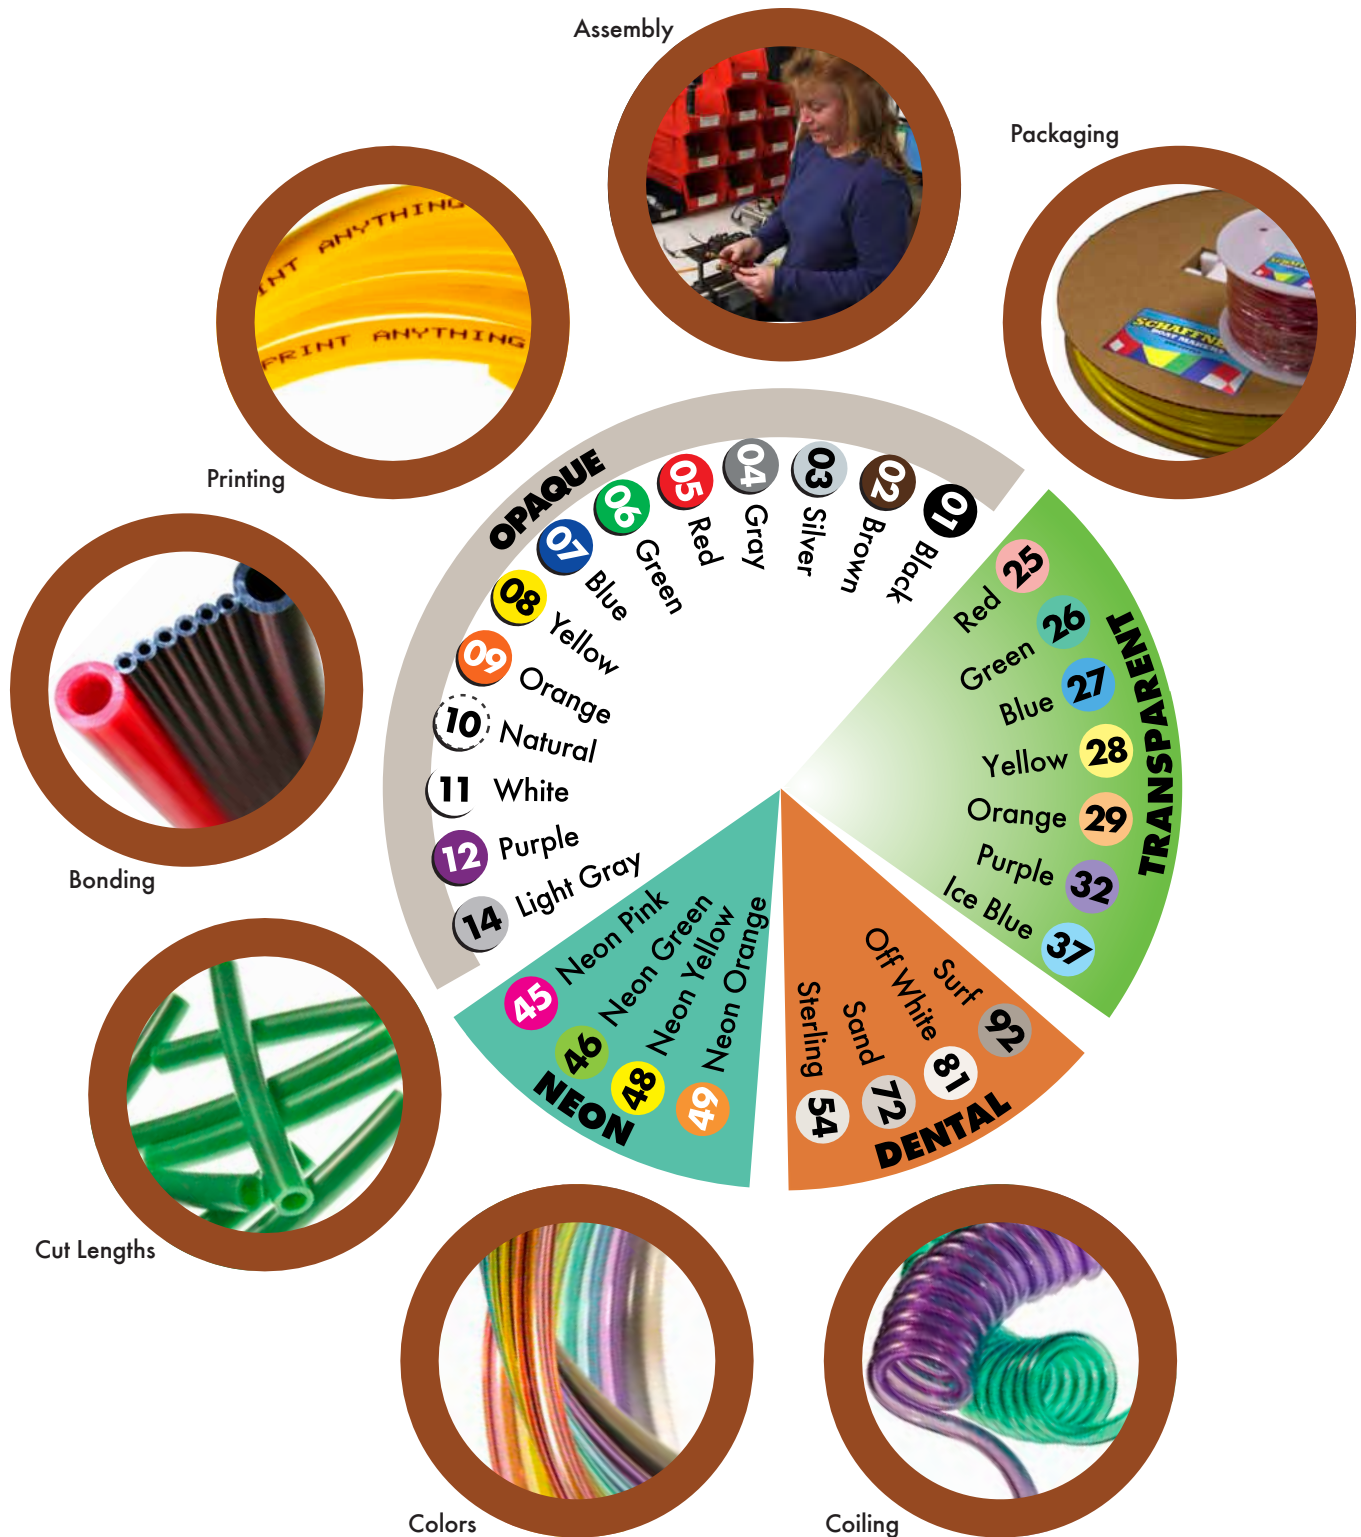 Assembly
Packaging
PRINT ANYTHING
PRINT ANYTHING
SCHAFFNE
BOAT MAKERS
Printing
OPAQUE
01 Black
02 Brown
03 Silver
04 Gray
05 Red
06 Green
07 Blue
08 Yellow
09 Orange
10 Natural
11 White
12 Purple
14 Light Gray
TRANSPARENT
Red 25
Green 26
Blue 27
Yellow 28
Orange 29
Purple 32
Ice Blue 37
Bonding
NEON
45 Neon Pink
46 Neon Green
48 Neon Yellow
49 Neon Orange
DENTAL
Sterling 54
Sand 72
Off White 81
Surf 92
Cut Lengths
Colors
Coiling